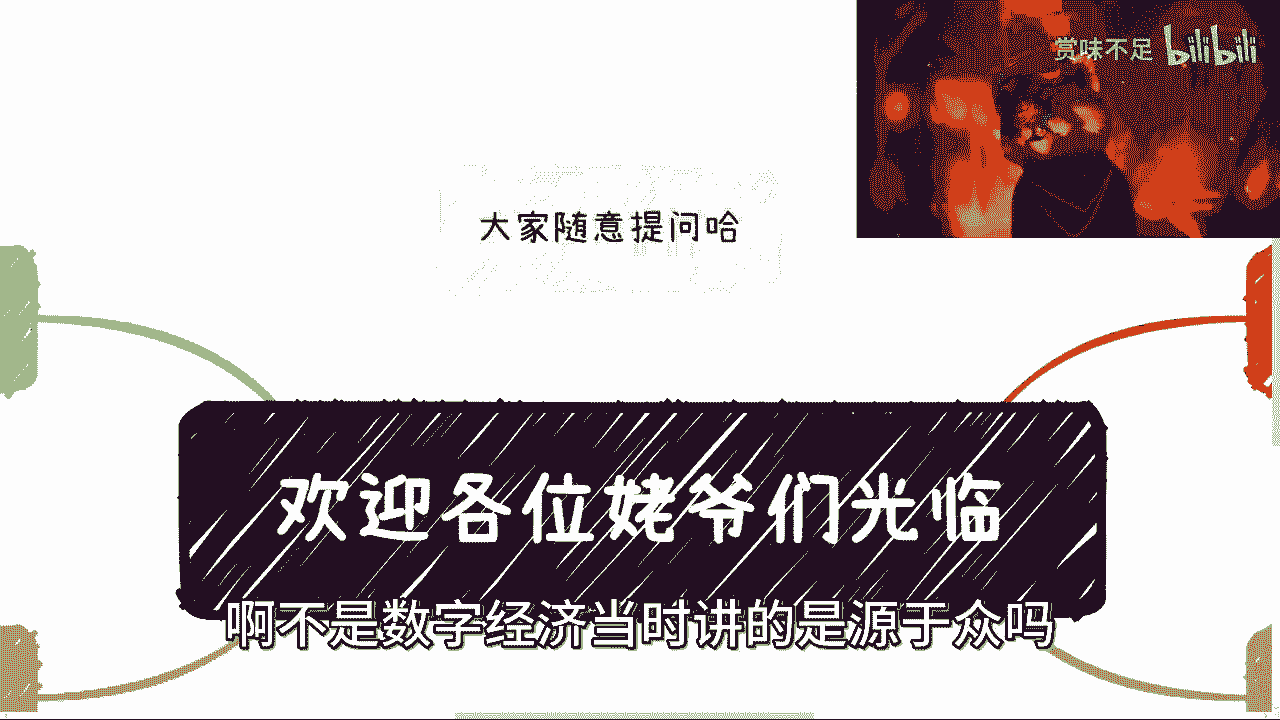 赏味不足 bilibili
大家随意提问哈
欢迎各位姥爷们光临
啊不是数字经济当时讲的是源于众吗